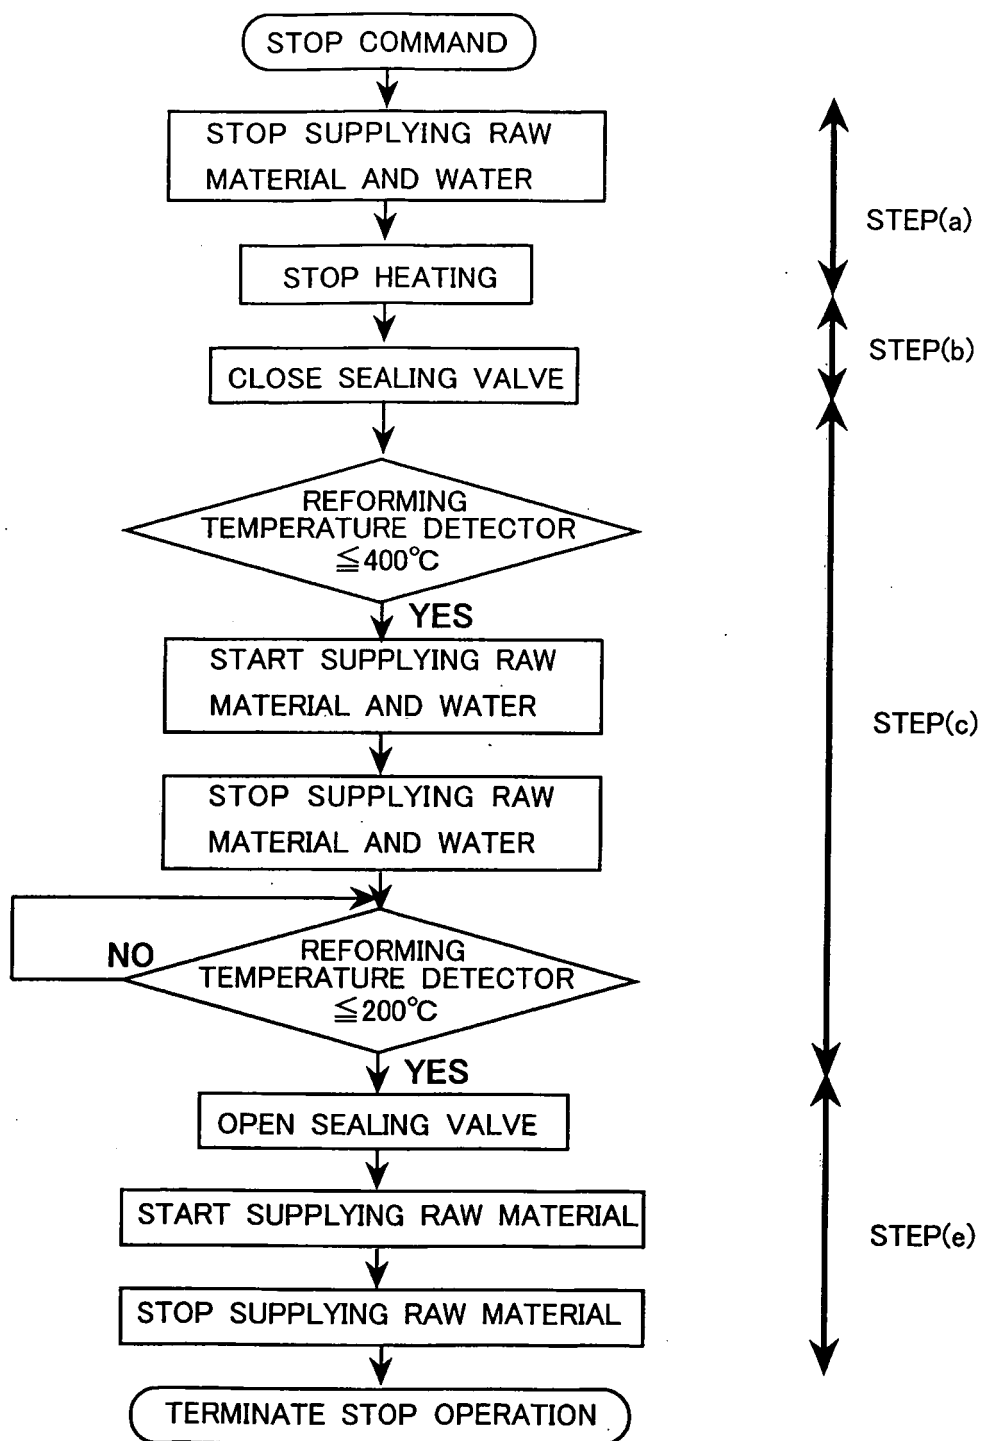 STOP COMMAND
STOP SUPPLYING RAW
MATERIAL AND WATER
STEP(a)
STOP HEATING
STEP(b)
CLOSE SEALING VALVE
REFORMING
TEMPERATURE DETECTOR
≦400℃
YES
START SUPPLYING RAW
MATERIAL AND WATER
STEP(c)
STOP SUPPLYING RAW
MATERIAL AND WATER
NO
REFORMING
TEMPERATURE DETECTOR
≦200℃
YES
OPEN SEALING VALVE
START SUPPLYING RAW MATERIAL
STEP(e)
STOP SUPPLYING RAW MATERIAL
TERMINATE STOP OPERATION